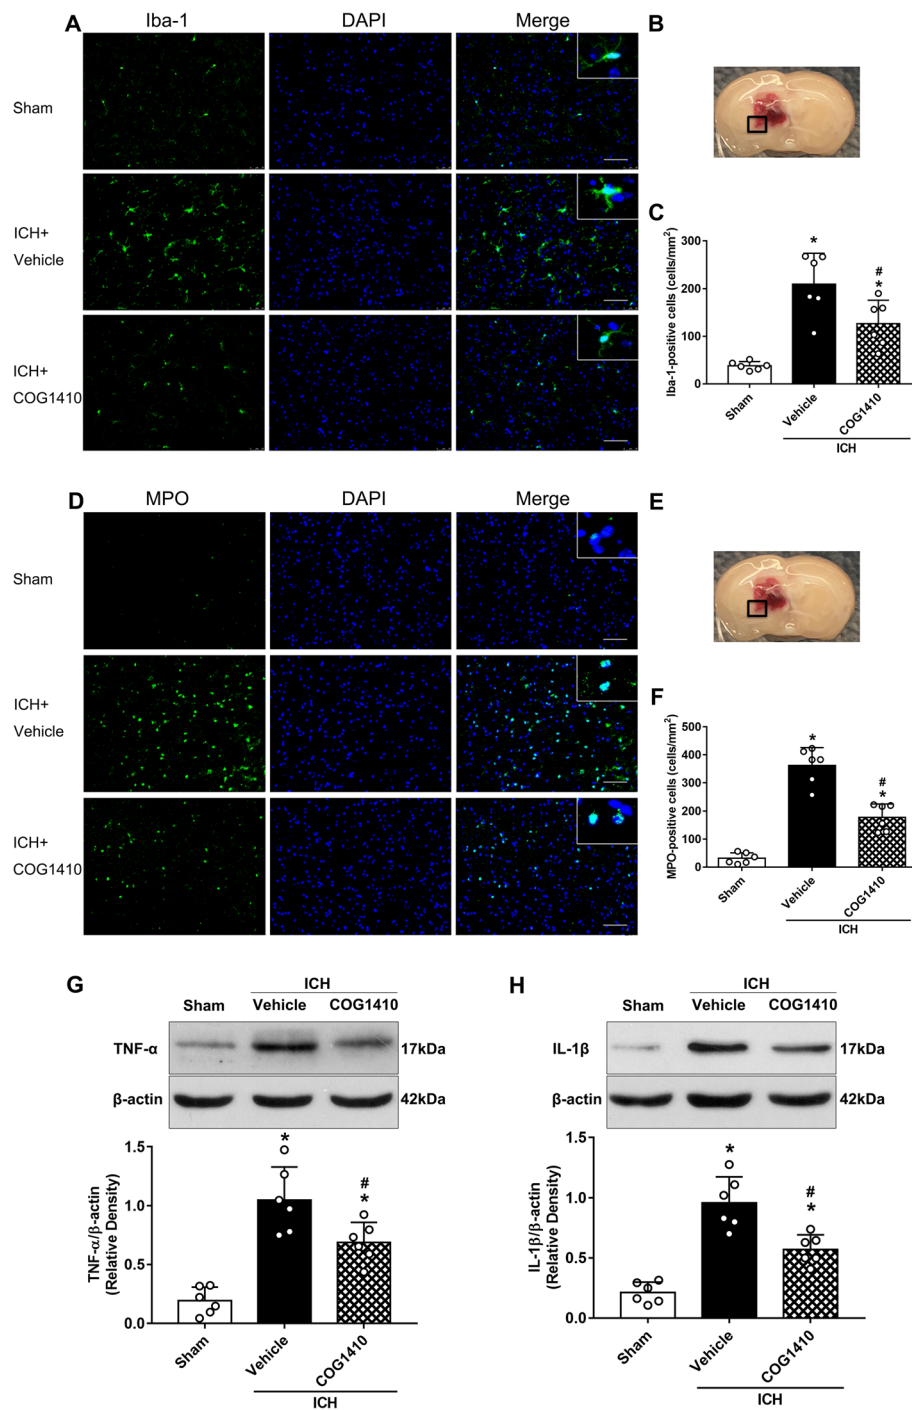 A
Iba-1
DAPI
Merge
Sham
ICH+
Vehicle
ICH+
COG1410
B
C
Iba-1-positive cells (cells/mm²)
300
200
100
0
*
#
*
Sham
Vehicle
COG1410
ICH
D
MPO
DAPI
Merge
Sham
ICH+
Vehicle
ICH+
COG1410
E
F
MPO-positive cells (cells/mm²)
500
400
300
200
100
0
*
#
*
Sham
Vehicle
COG1410
ICH
G
ICH
Sham
Vehicle
COG1410
TNF-α
17kDa
β-actin
42kDa
TNF-α/β-actin
(Relative Density)
1.5
1.0
0.5
0.0
*
#
*
Sham
Vehicle
COG1410
ICH
H
ICH
Sham
Vehicle
COG1410
IL-1β
17kDa
β-actin
42kDa
IL-1β/β-actin
(Relative Density)
1.5
1.0
0.5
0.0
*
#
*
Sham
Vehicle
COG1410
ICH